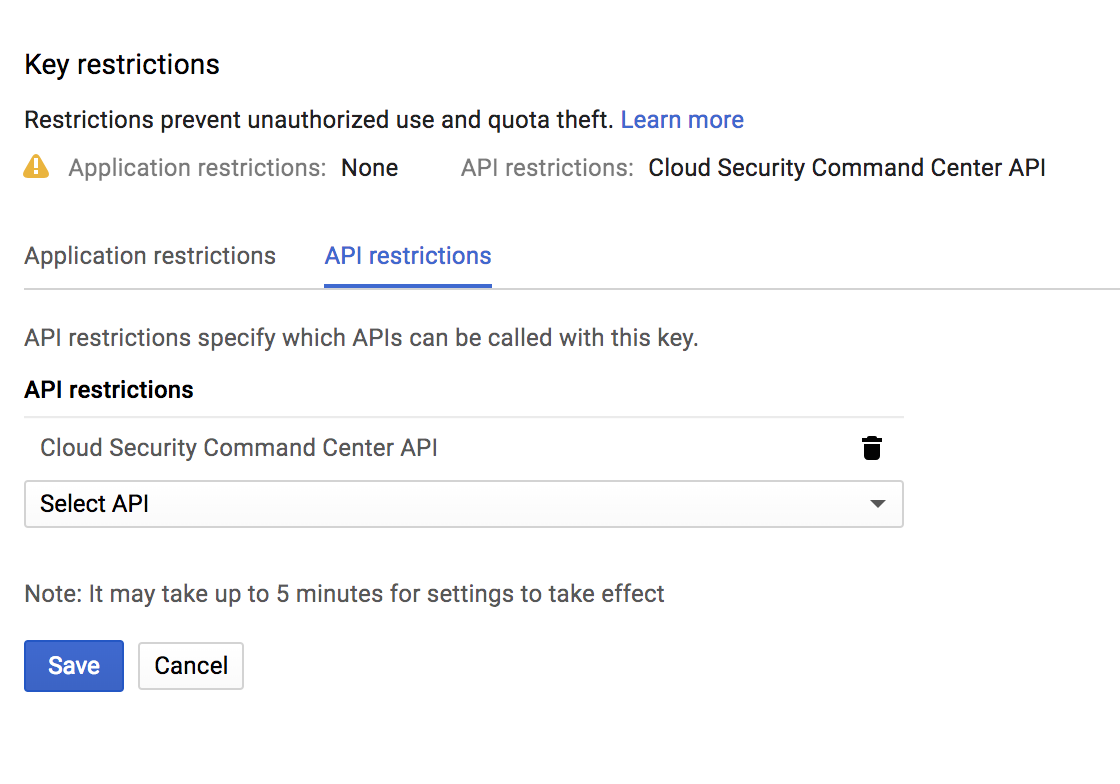 Key restrictions
Restrictions prevent unauthorized use and quota theft. Learn more
Application restrictions: None API restrictions: Cloud Security Command Center API
Application restrictions API restrictions
API restrictions specify which APIs can be called with this key.
API restrictions
Cloud Security Command Center API
Select API
Note: It may take up to 5 minutes for settings to take effect
Save Cancel